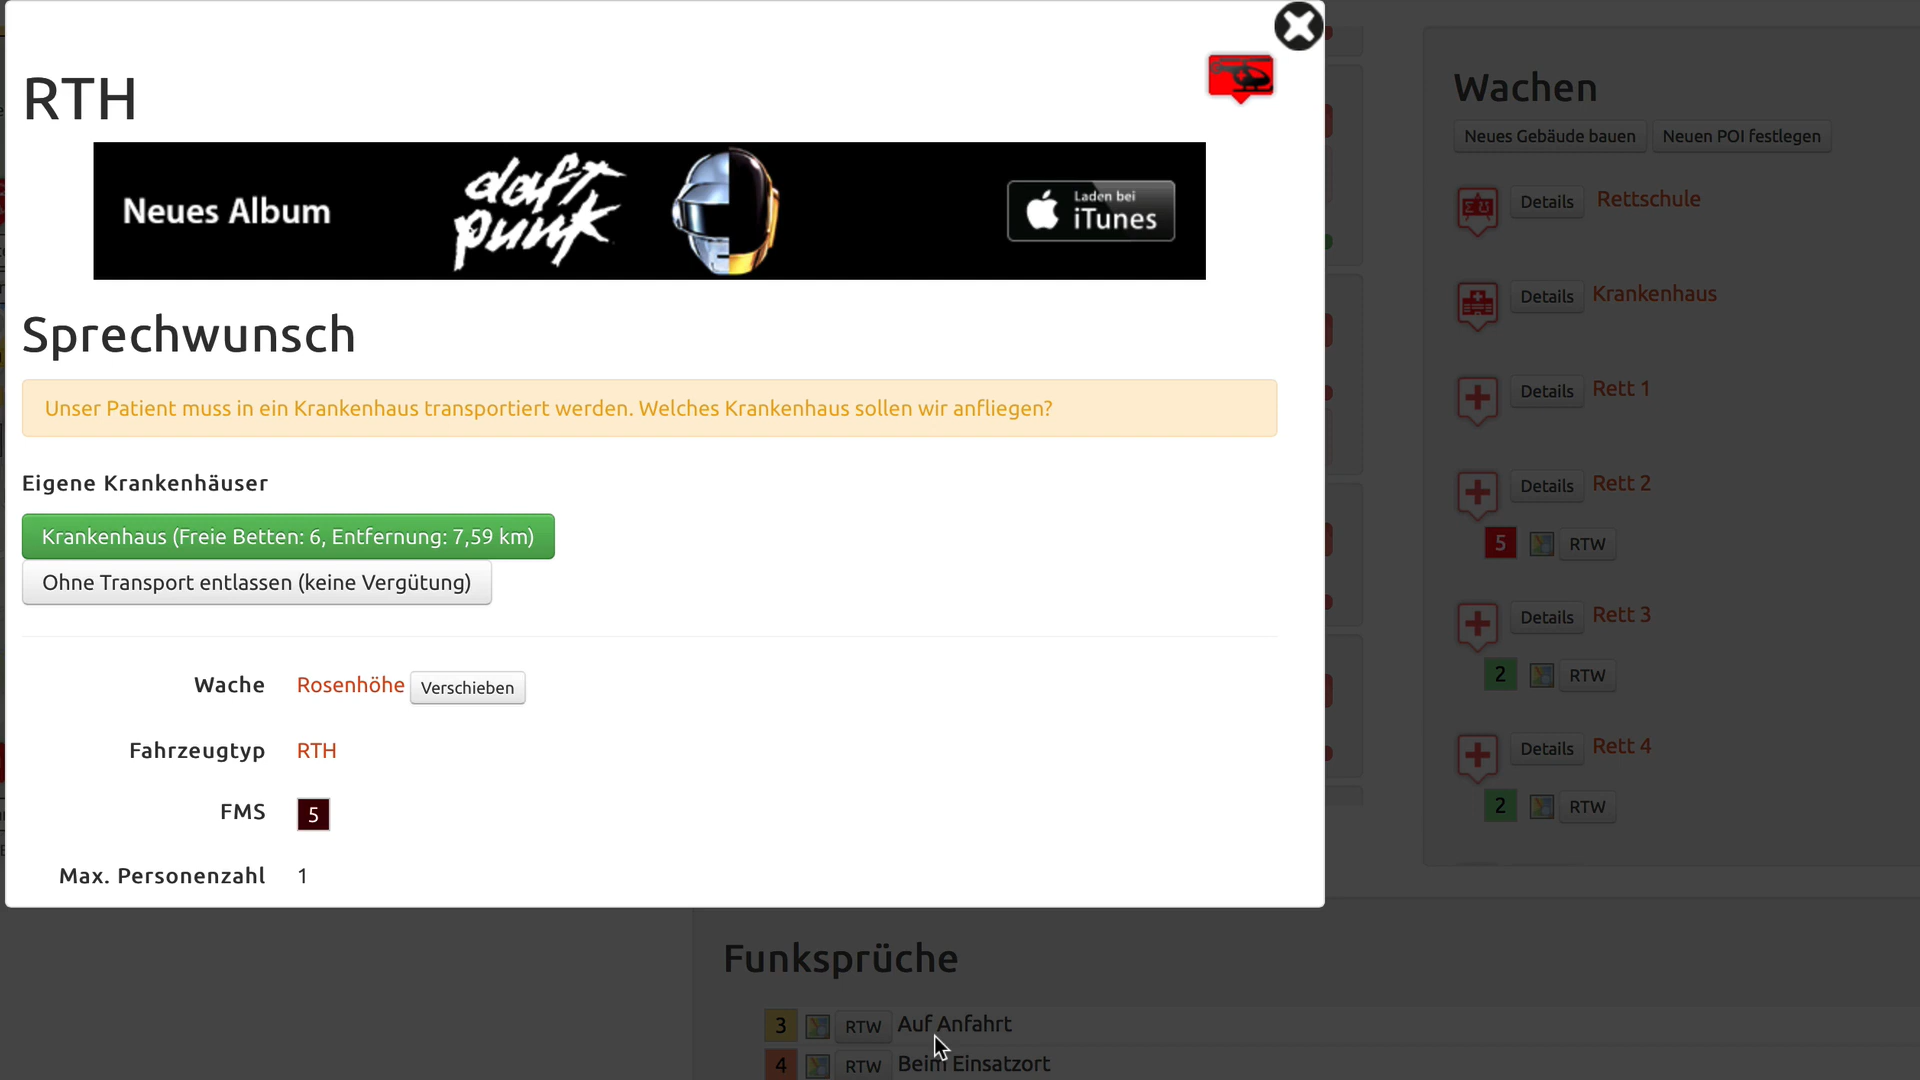 RTH
Neues Album
daft punk
Laden bei
iTunes
Sprechwunsch
Unser Patient muss in ein Krankenhaus transportiert werden. Welches Krankenhaus sollen wir anfliegen?
Eigene Krankenhäuser
Krankenhaus (Freie Betten: 6, Entfernung: 7,59 km)
Ohne Transport entlassen (keine Vergütung)
Wache Rosenhöhe Verschieben
Fahrzeugtyp RTH
FMS 5
Max. Personenzahl 1
Wachen
Neues Gebäude bauen Neuen POI festlegen
Details Rettschule
Details Krankenhaus
Details Rett 1
Details Rett 2
5 RTW
Details Rett 3
2 RTW
Details Rett 4
2 RTW
Funksprüche
3 RTW Auf Anfahrt
4 RTW Beim Einsatzort